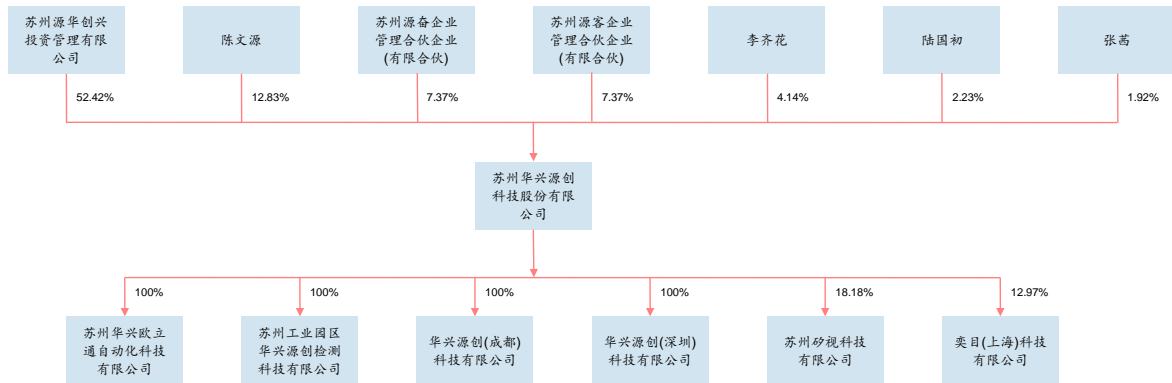 苏州源华创兴
投资管理有限
公司
陈文源
苏州源奋企业
管理合伙企业
(有限合伙)
苏州源客企业
管理合伙企业
(有限合伙)
李齐花
陆国初
张茜
52.42%
12.83%
7.37%
7.37%
4.14%
2.23%
1.92%
苏州华兴源创
科技股份有限
公司
100%
100%
100%
100%
18.18%
12.97%
苏州华兴欧立
通自动化科技
有限公司
苏州工业园区
华兴源创检测
科技有限公司
华兴源创(成都)
科技有限公司
华兴源创(深圳)
科技有限公司
苏州矽视科技
有限公司
奕目(上海)科技
有限公司